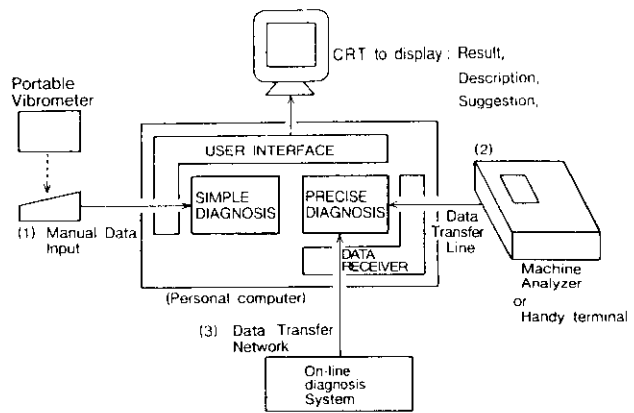 CRT to display : Result,
Description,
Suggestion,
Portable
Vibrometer
USER INTERFACE
(2)
SIMPLE
DIAGNOSIS
PRECISE
DIAGNOSIS
(1) Manual Data
Input
Data
Transfer
Line
DATA
RECEIVER
Machine
Analyzer
or
Handy terminal
(Personal computer)
(3) Data Transfer
Network
On-line
diagnosis
System